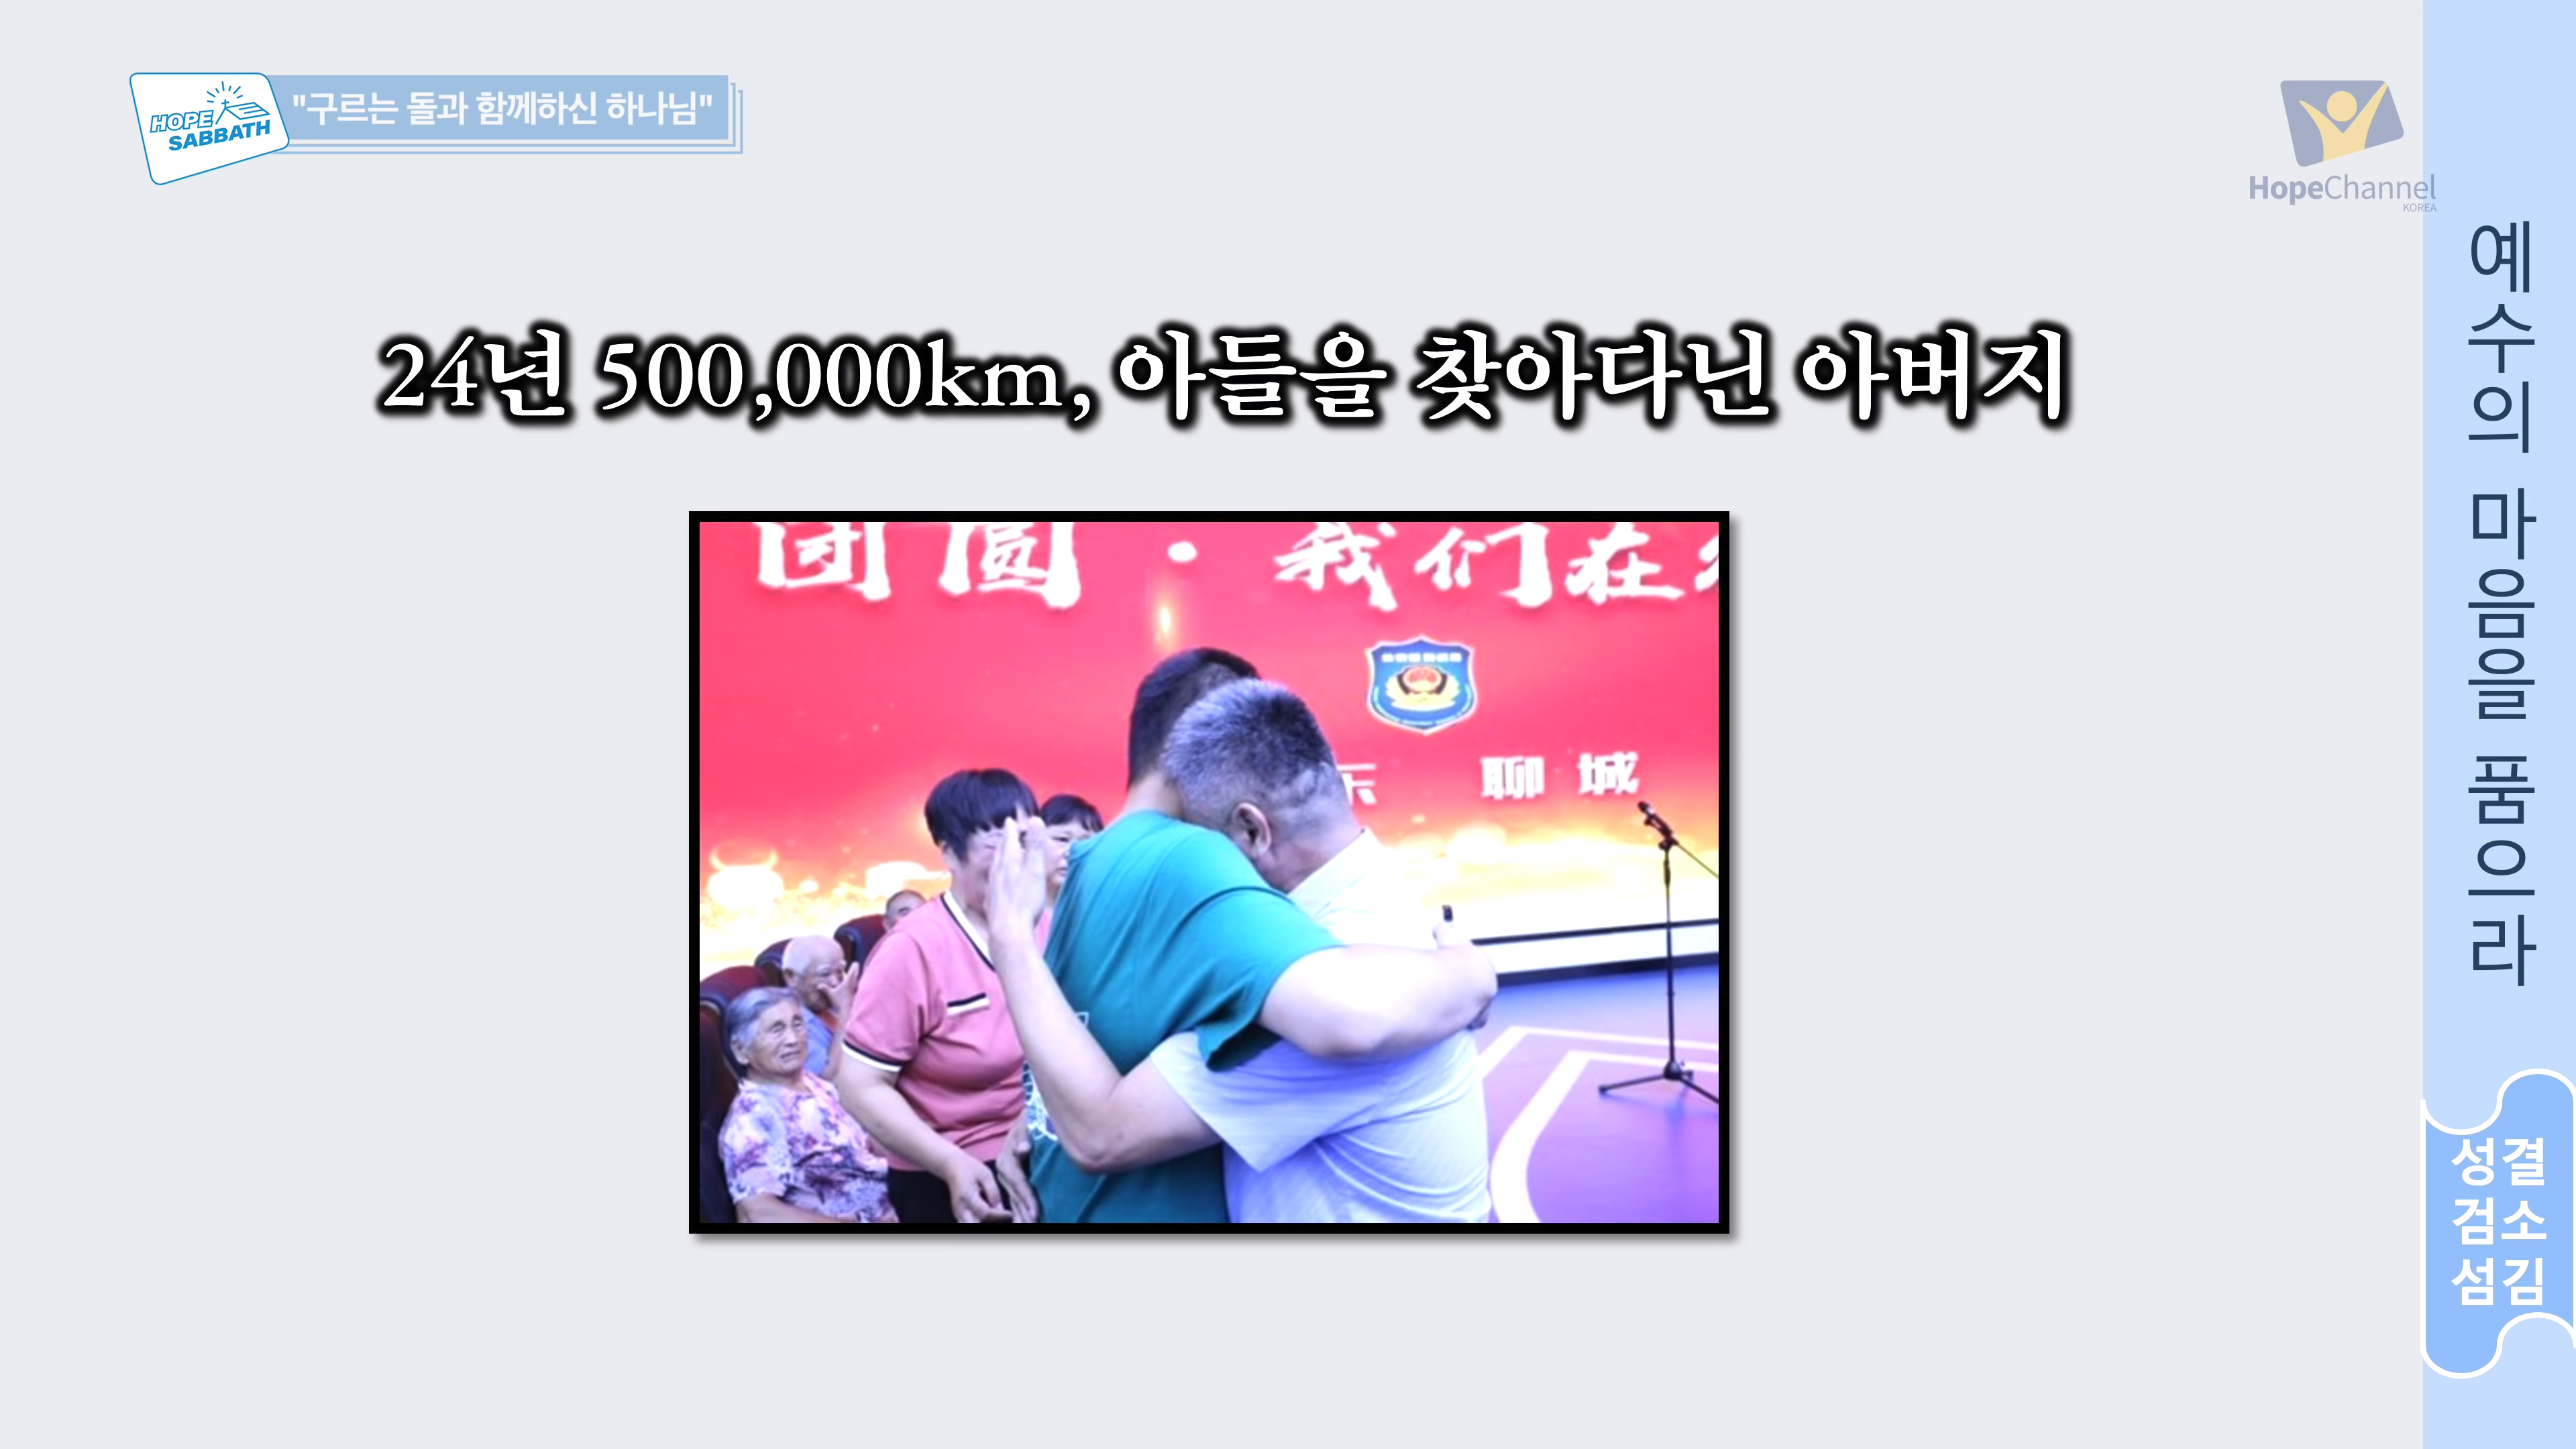 HOPE
SABBATH
"구르는 돌과 함께하신 하나님"
HopeChannel
KOREA
24년 500,000km, 아들을 찾아다닌 아버지
团圆·我们在
聊城
예수의 마음을 품으라
성결
검소
섬김